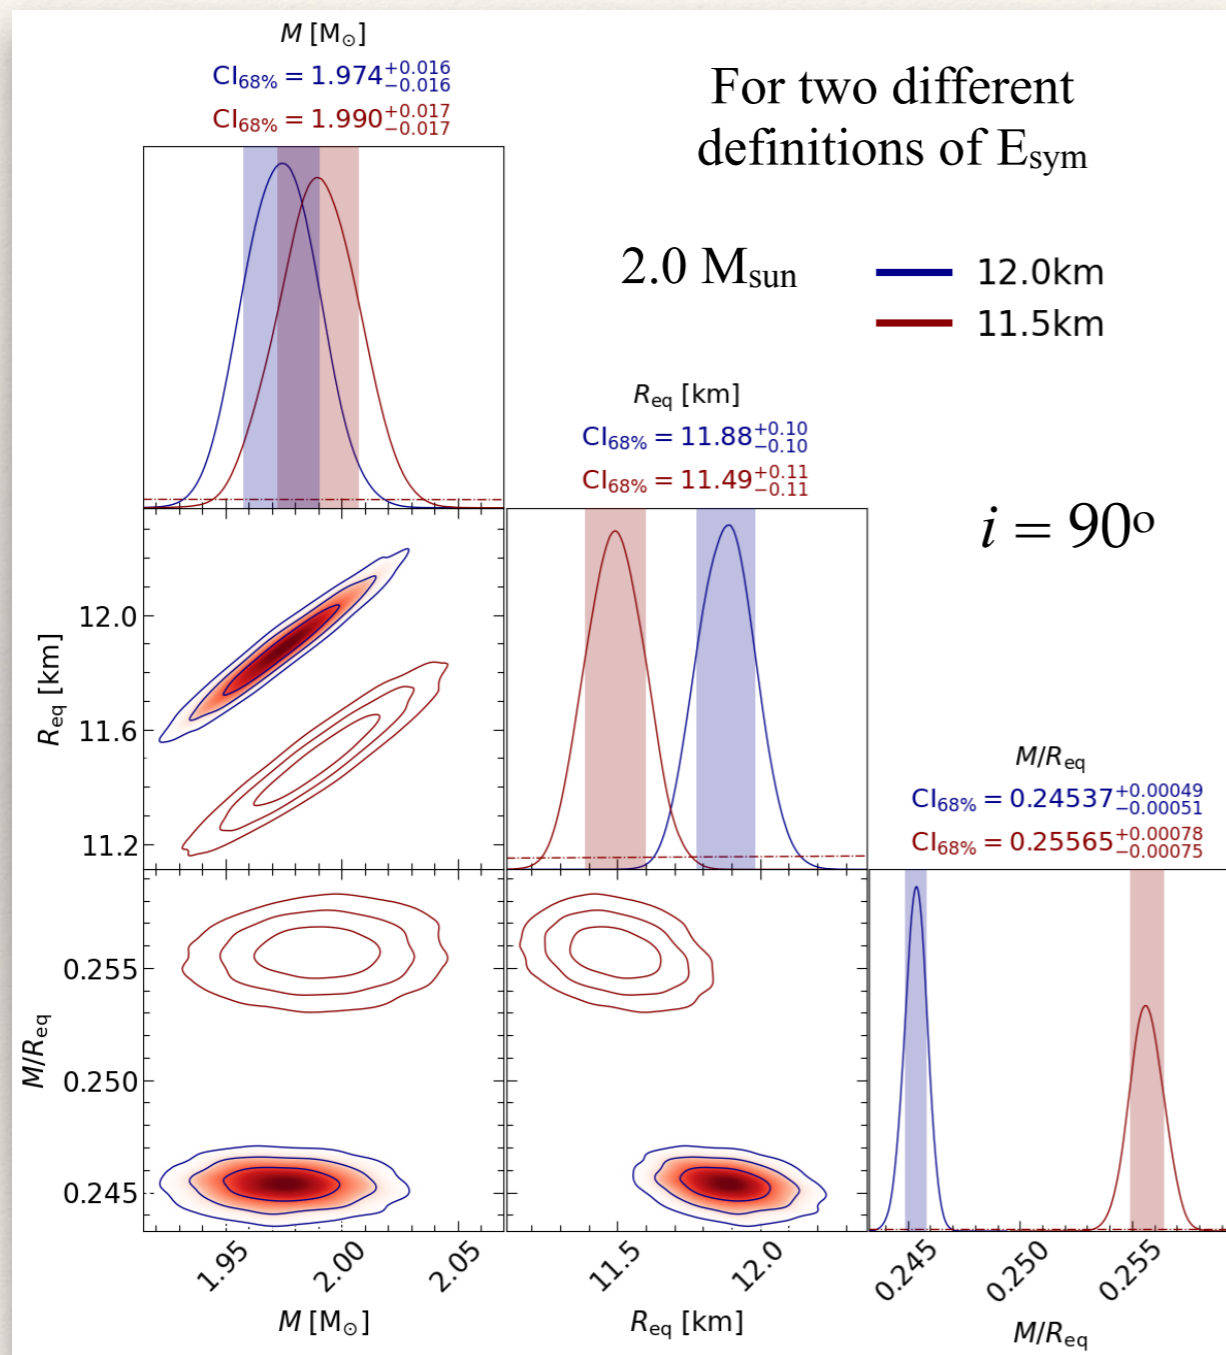 M [M☉]
CI68% = 1.974+0.016−0.016
CI68% = 1.990+0.017−0.017
For two different
definitions of Esym
2.0 Msun
12.0km
11.5km
Req [km]
CI68% = 11.88+0.10−0.10
CI68% = 11.49+0.11−0.11
i = 90o
12.0
11.6
11.2
Req [km]
M/Req
CI68% = 0.24537+0.00049−0.00051
CI68% = 0.25565+0.00078−0.00075
0.255
0.250
0.245
M/Req
1.95
2.00
2.05
M [M☉]
11.5
12.0
Req [km]
0.245
0.250
0.255
M/Req